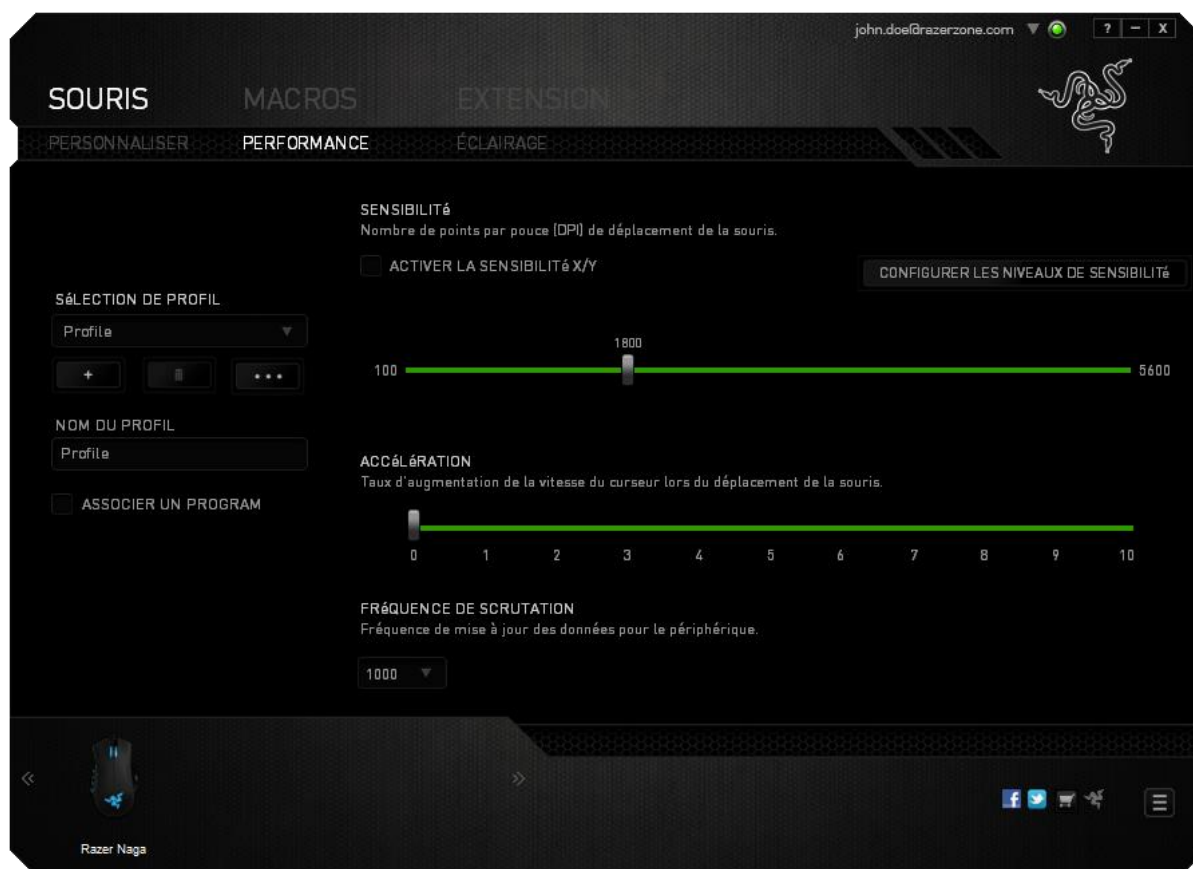 john.doe@razerzone.com
? - X
SOURIS MACROS EXTENSION
PERSONNALISER PERFORMANCE ÉCLAIRAGE
SENSIBILITé
Nombre de points par pouce (DPI) de déplacement de la souris.
ACTIVER LA SENSIBILITé X/Y
CONFIGURER LES NIVEAUX DE SENSIBILITé
SéLECTION DE PROFIL
Profile
+ •••
1800
100 5600
NOM DU PROFIL
Profile
ASSOCIER UN PROGRAM
ACCéLéRATION
Taux d'augmentation de la vitesse du curseur lors du déplacement de la souris.
0 1 2 3 4 5 6 7 8 9 10
FRéQUENCE DE SCRUTATION
Fréquence de mise à jour des données pour le périphérique.
1000
« »
Razer Naga